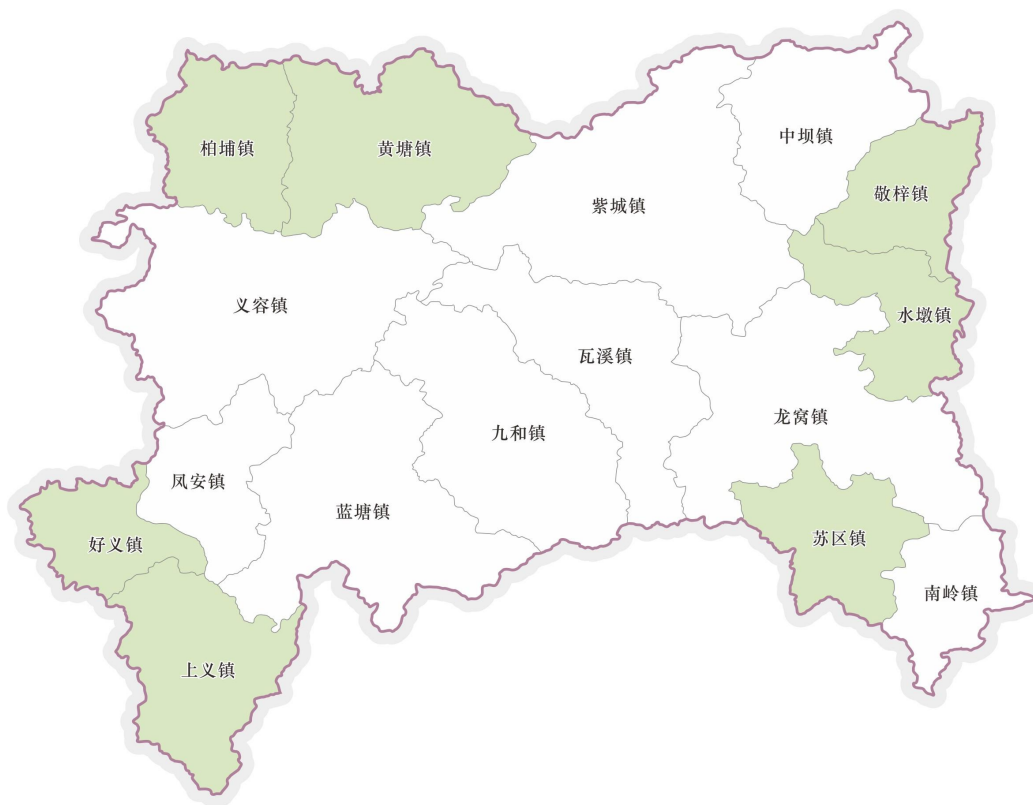 中坝镇
柏埔镇
黄塘镇
敬梓镇
紫城镇
义容镇
水墩镇
瓦溪镇
龙窝镇
九和镇
凤安镇
蓝塘镇
苏区镇
好义镇
南岭镇
上义镇